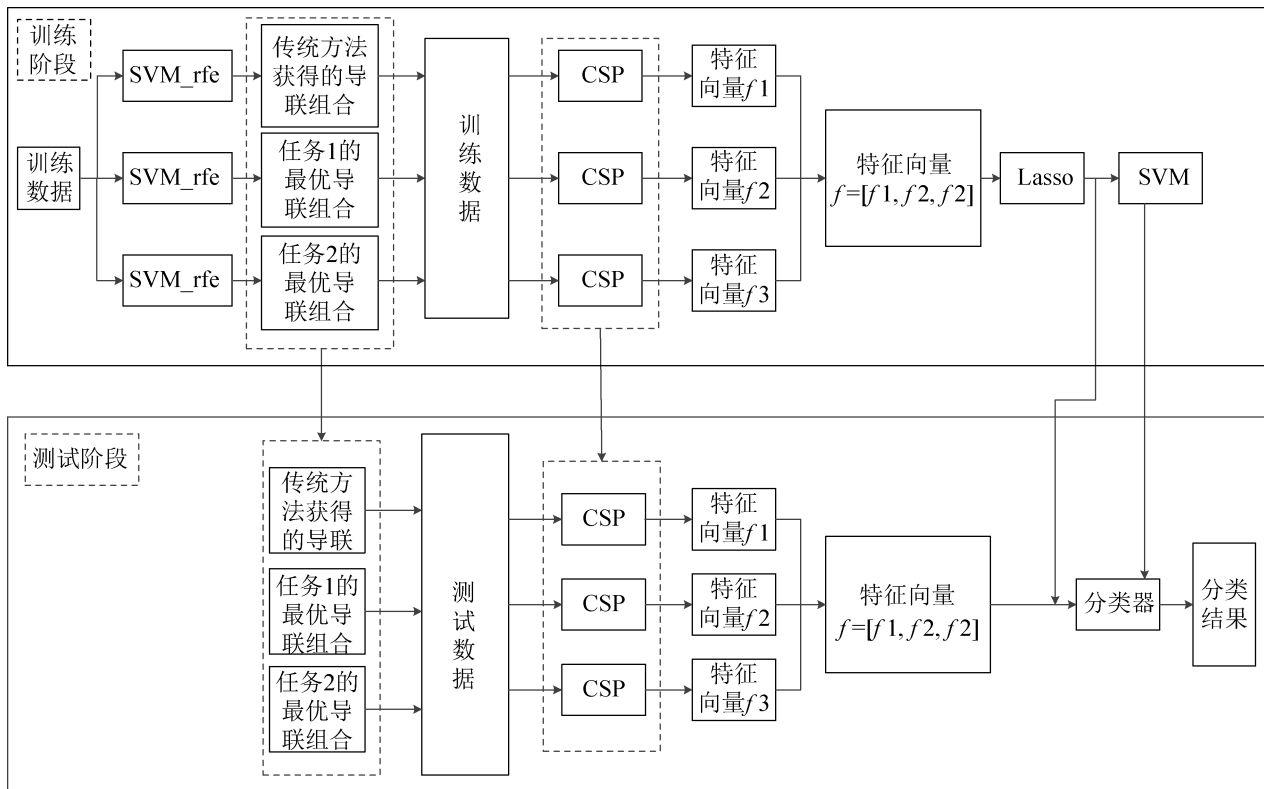 训练
阶段
训练
数据
SVM_rfe
SVM_rfe
SVM_rfe
传统方法
获得的导
联组合
任务1的
最优导
联组合
任务2的
最优导
联组合
训
练
数
据
CSP
CSP
CSP
特征
向量f1
特征
向量f2
特征
向量f3
特征向量
f=[f1,f2,f2]
Lasso
SVM
测试阶段
传统方
法获得
的导联
任务1的
最优导
联组合
任务2的
最优导
联组合
测
试
数
据
CSP
CSP
CSP
特征
向量f1
特征
向量f2
特征
向量f3
特征向量
f=[f1,f2,f2]
分类器
分类
结果